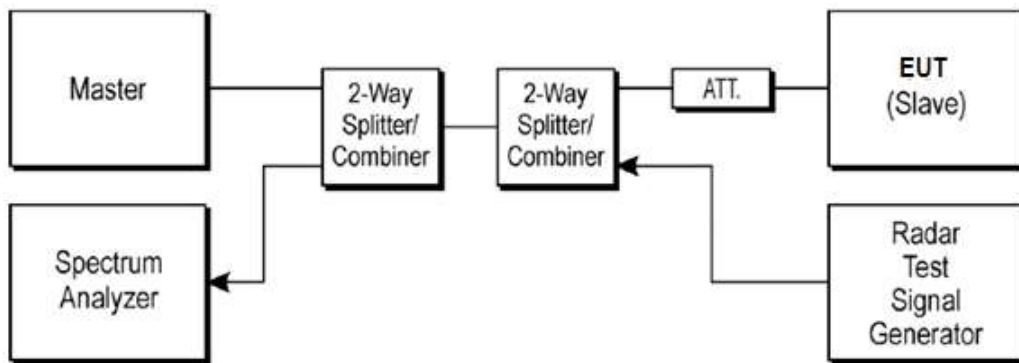 Master
2-Way
Splitter/
Combiner
2-Way
Splitter/
Combiner
ATT.
EUT
(Slave)
Spectrum
Analyzer
Radar
Test
Signal
Generator